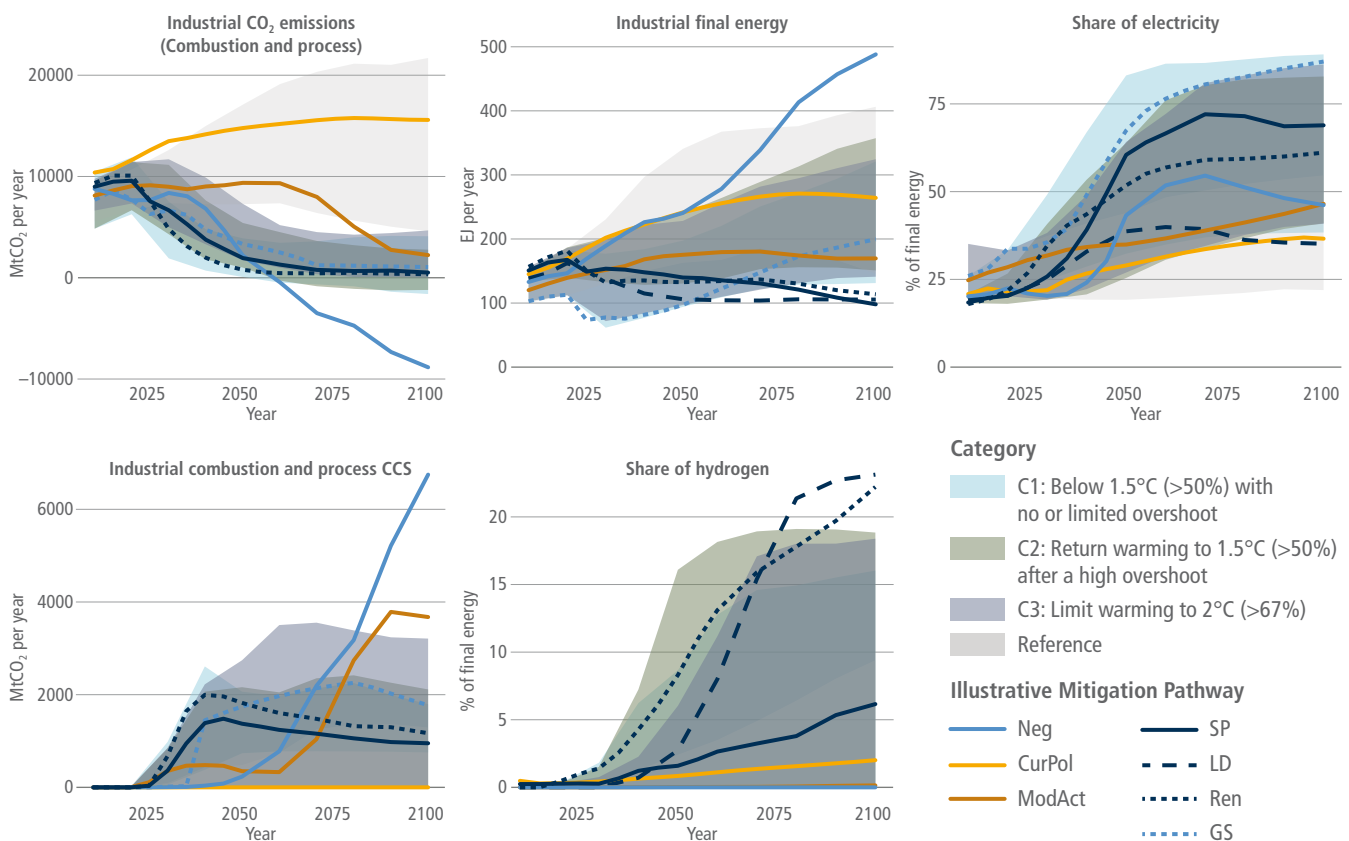 Industrial CO₂ emissions
(Combustion and process)
MtCO₂ per year
20000
10000
0
–10000
2025
2050
2075
2100
Year
Industrial final energy
EJ per year
500
400
300
200
100
0
2025
2050
2075
2100
Year
Share of electricity
% of final energy
75
50
25
0
2025
2050
2075
2100
Year
Industrial combustion and process CCS
MtCO₂ per year
6000
4000
2000
0
2025
2050
2075
2100
Year
Share of hydrogen
% of final energy
20
15
10
5
0
2025
2050
2075
2100
Year
Category
C1: Below 1.5°C (>50%) with
no or limited overshoot
C2: Return warming to 1.5°C (>50%)
after a high overshoot
C3: Limit warming to 2°C (>67%)
Reference
Illustrative Mitigation Pathway
Neg
CurPol
ModAct
SP
LD
Ren
GS